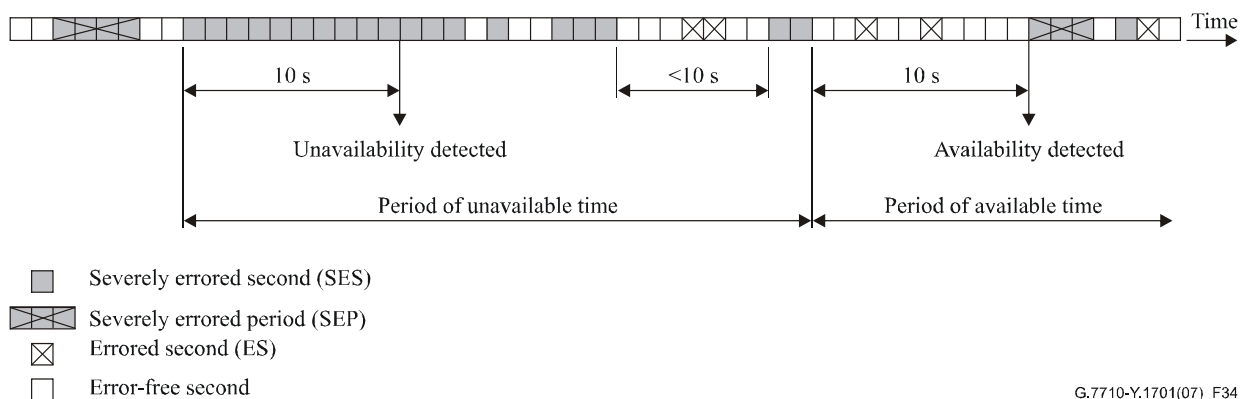 Time
10 s
<10 s
10 s
Unavailability detected
Availability detected
Period of unavailable time
Period of available time
Severely errored second (SES)
Severely errored period (SEP)
Errored second (ES)
Error-free second
G.7710-Y.1701(07)_F34